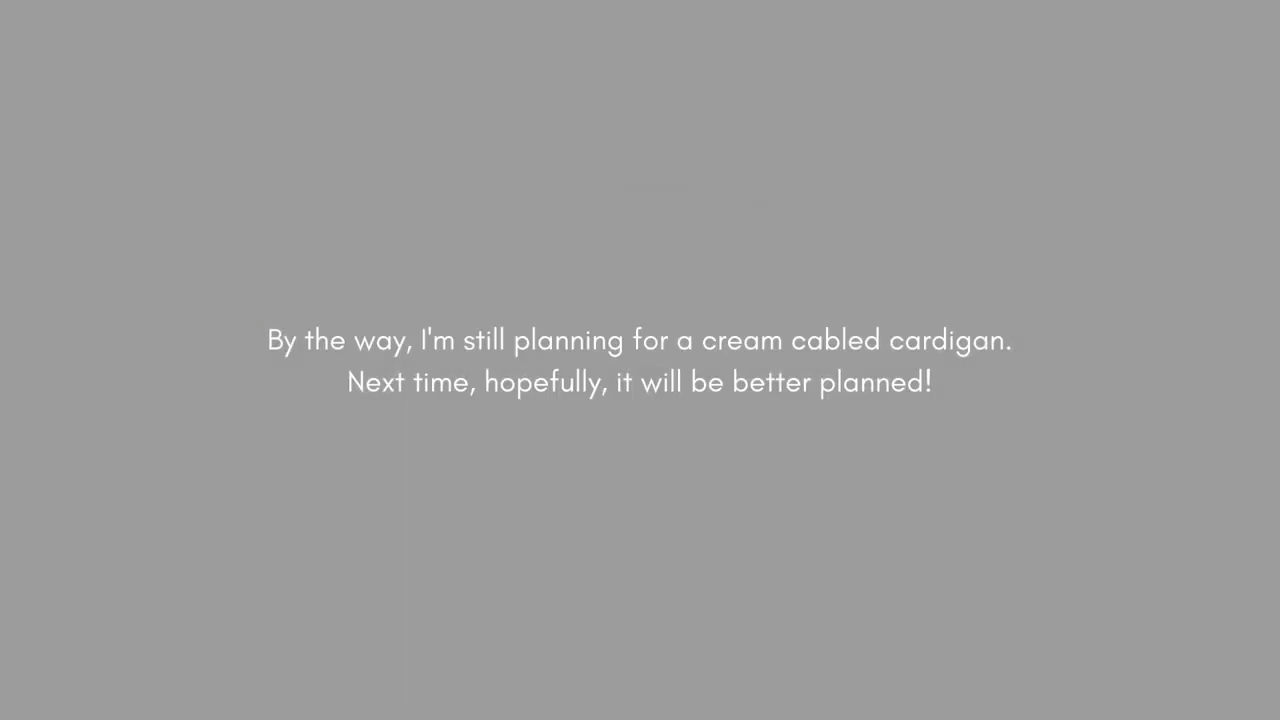 By the way, I'm still planning for a cream cabled cardigan.
Next time, hopefully, it will be better planned!